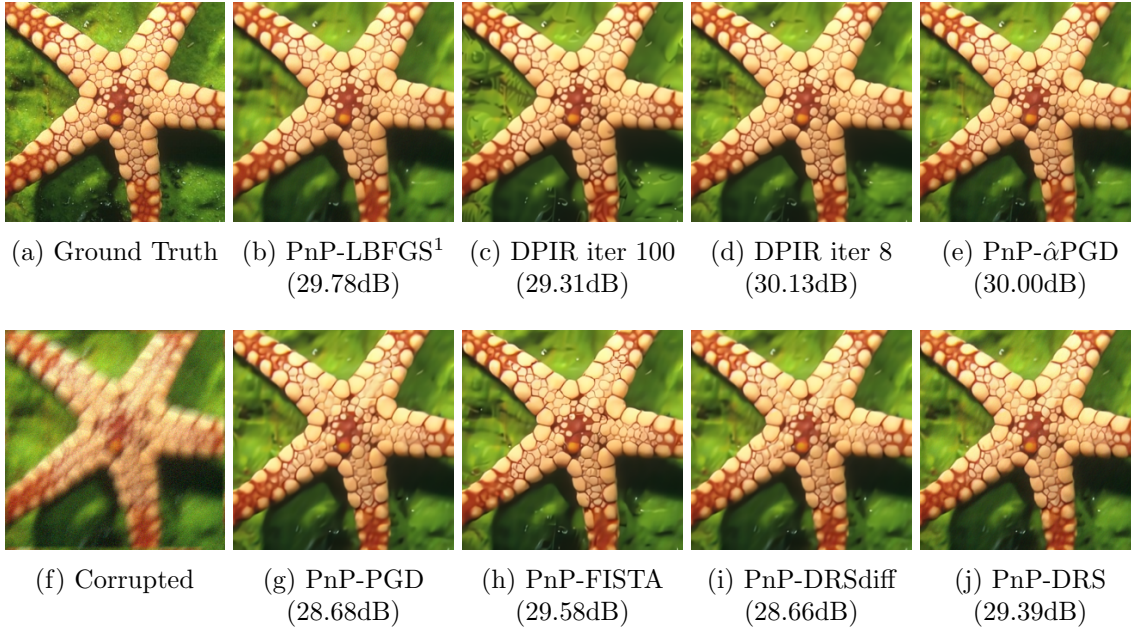 (a) Ground Truth
(b) PnP-LBFGS¹
(29.78dB)
(c) DPIR iter 100
(29.31dB)
(d) DPIR iter 8
(30.13dB)
(e) PnP-α̂PGD
(30.00dB)
(f) Corrupted
(g) PnP-PGD
(28.68dB)
(h) PnP-FISTA
(29.58dB)
(i) PnP-DRSdiff
(28.66dB)
(j) PnP-DRS
(29.39dB)